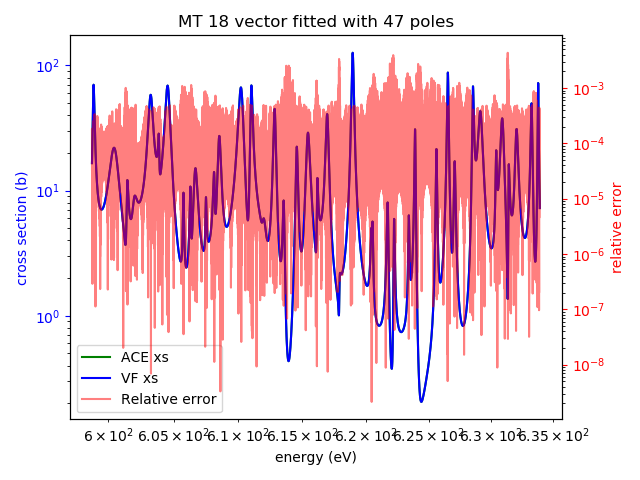 MT 18 vector fitted with 47 poles
10²
10¹
10⁰
cross section (b)
10⁻³
10⁻⁴
10⁻⁵
10⁻⁶
10⁻⁷
10⁻⁸
relative error
ACE xs
VF xs
Relative error
6 × 10² 6.05 × 10² 6.1 × 10² 6.15 × 10² 6.2 × 10² 6.25 × 10² 6.3 × 10² 6.35 × 10²
energy (eV)